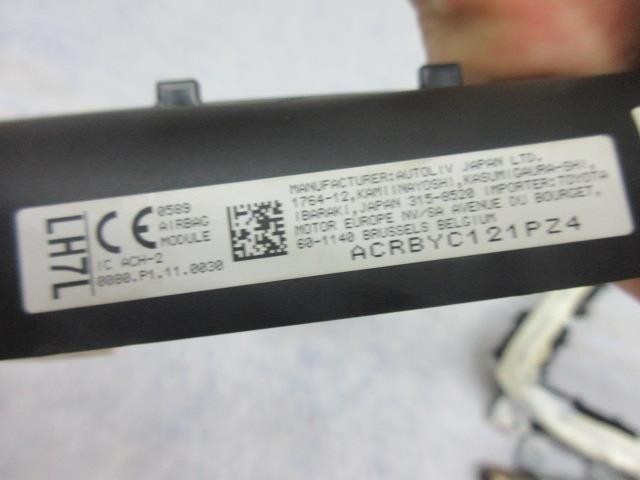 LH7L
CE 0589
AIRBAG
MODULE
IC ACH-2
0080.P1.11.0030
MANUFACTURER:AUTOLIV JAPAN LTD.
1764-12,KAMIINAYOSHI,KASUMIGAURA-SHI,
IBARAKI,JAPAN 315-8520 IMPORTER:TOYOTA
MOTOR EUROPE NV/SA AVENUE DU BOURGET,
60-1140 BRUSSELS BELGIUM
ACRBYC121PZ4